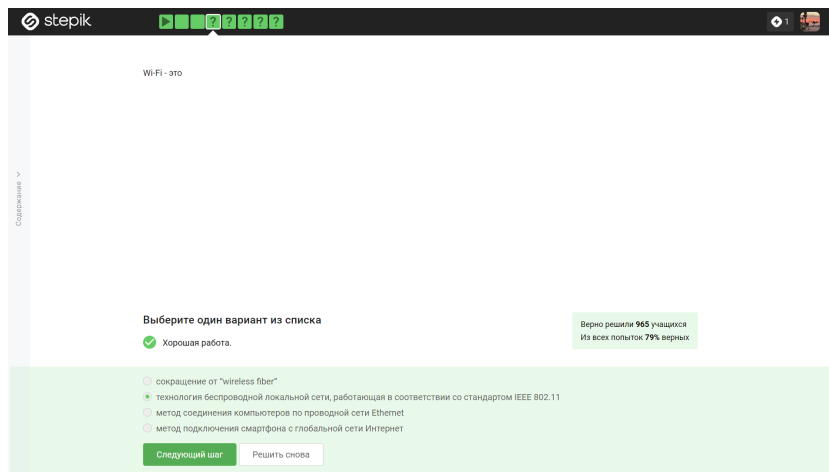 stepik
? ? ? ? ?
1
Wi-Fi - это
Содержание
Выберите один вариант из списка
Верно решили 965 учащихся
Из всех попыток 79% верных
Хорошая работа.
сокращение от "wireless fiber"
технология беспроводной локальной сети, работающая в соответствии со стандартом IEEE 802.11
метод соединения компьютеров по проводной сети Ethernet
метод подключения смартфона с глобальной сети Интернет
Следующий шаг
Решить снова